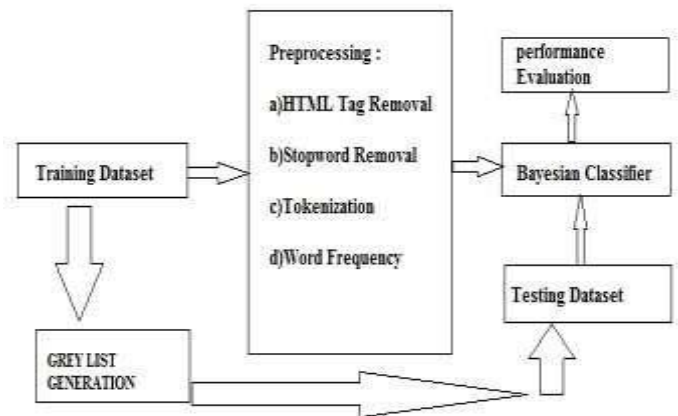 Training Dataset
GREY LIST
GENERATION
Preprocessing :
a)HTML Tag Removal
b)Stopword Removal
c)Tokenization
d)Word Frequency
performance
Evaluation
Bayesian Classifier
Testing Dataset